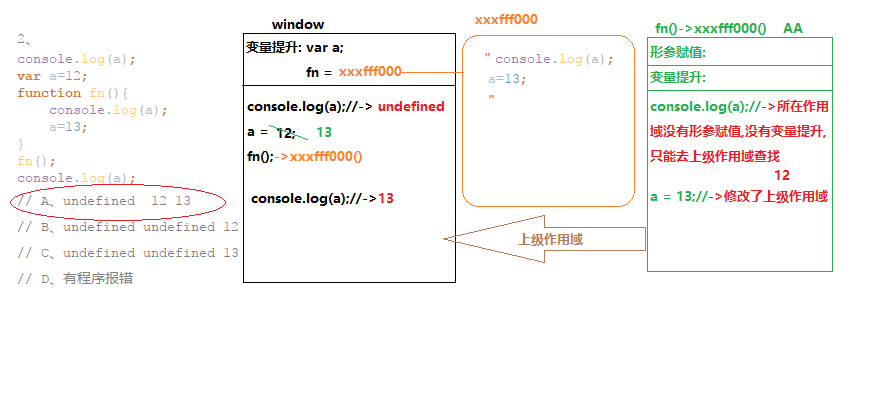 2、
console.log(a);
var a=12;
function fn(){
console.log(a);
a=13;
}
fn();
console.log(a);
// A、undefined 12 13
// B、undefined undefined 12
// C、undefined undefined 13
// D、有程序报错
window
变量提升: var a;
fn = xxxfff000
console.log(a);//-> undefined
a = 12; 13
fn();->xxxfff000()
console.log(a);//->13
xxxfff000
"console.log(a);
a=13;
"
上级作用域
fn()->xxxfff000() AA
形参赋值:
变量提升:
console.log(a);//->所在作用
域没有形参赋值,没有变量提升,
只能去上级作用域查找
12
a = 13;//->修改了上级作用域